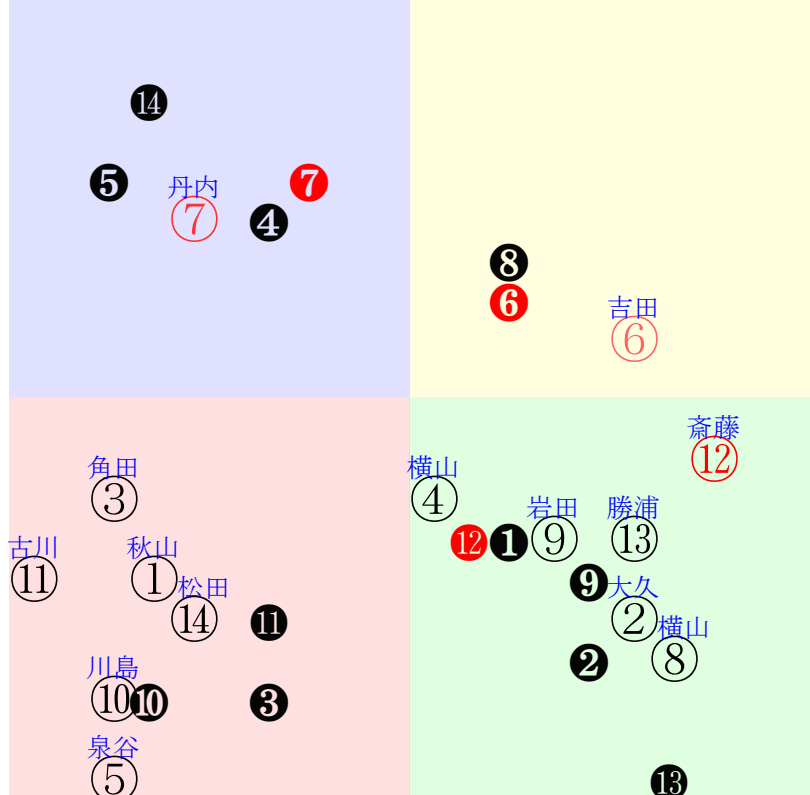 ⓮
❺
丹内
⑦
❼
❹
❽
❻
吉田
⑥
斎藤
⑫
角田
③
横山
④
岩田
⑨
勝浦
⑬
⓬
❶
古川
⑪
秋山
①
松田
⑭
❾
大久
②
横山
⑧
⓫
❷
川島
⑩
❿
❸
泉谷
⑤
⓭